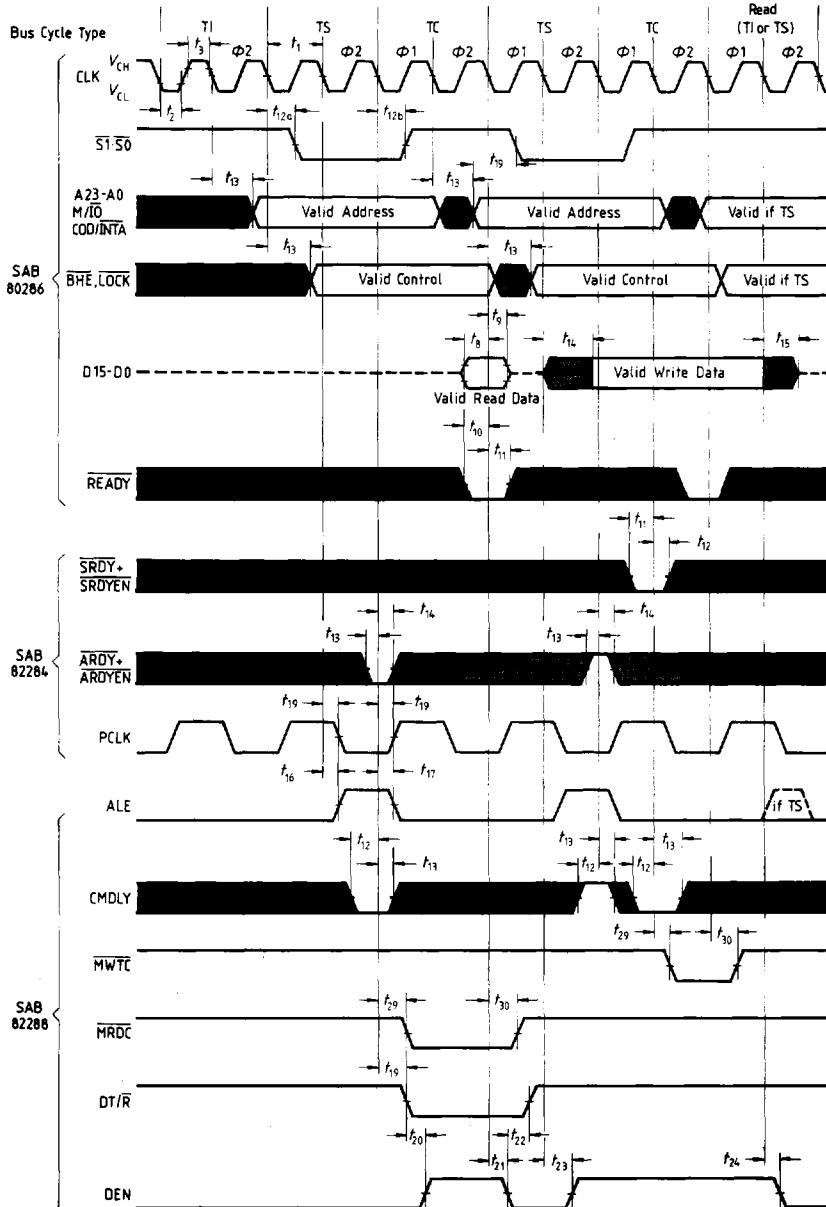 Read
(TI or TS)
Bus Cycle Type TI TS TC TS TC
t3 Φ2 t1 Φ2 Φ1 Φ2 Φ1 Φ2 Φ1 Φ2 Φ1 Φ2
CLK VCH
VCL
t2 t12a t12b
S1·S0
t19
t13 t13
A23-A0
M/IO
COD/INTA
Valid Address Valid Address Valid if TS
t13 t13
SAB
80286
BHE, LOCK Valid Control Valid Control Valid if TS
t9
t8 t14 t15
D15-D0 Valid Write Data
Valid Read Data
t10
t11
READY
t11
t12
SRDY+
SRDYEN
t14 t14
t13 t13
SAB
82284
ARDY+
ARDYEN
t19 t19
PCLK
t16 t17
ALE if TS
t12 t13 t13
t13 t12 t12
CMDLY
t29 t30
MWTC
SAB
82288
t29 t30
MRDC
t19
DT/R
t20 t22
t21 t23 t24
DEN